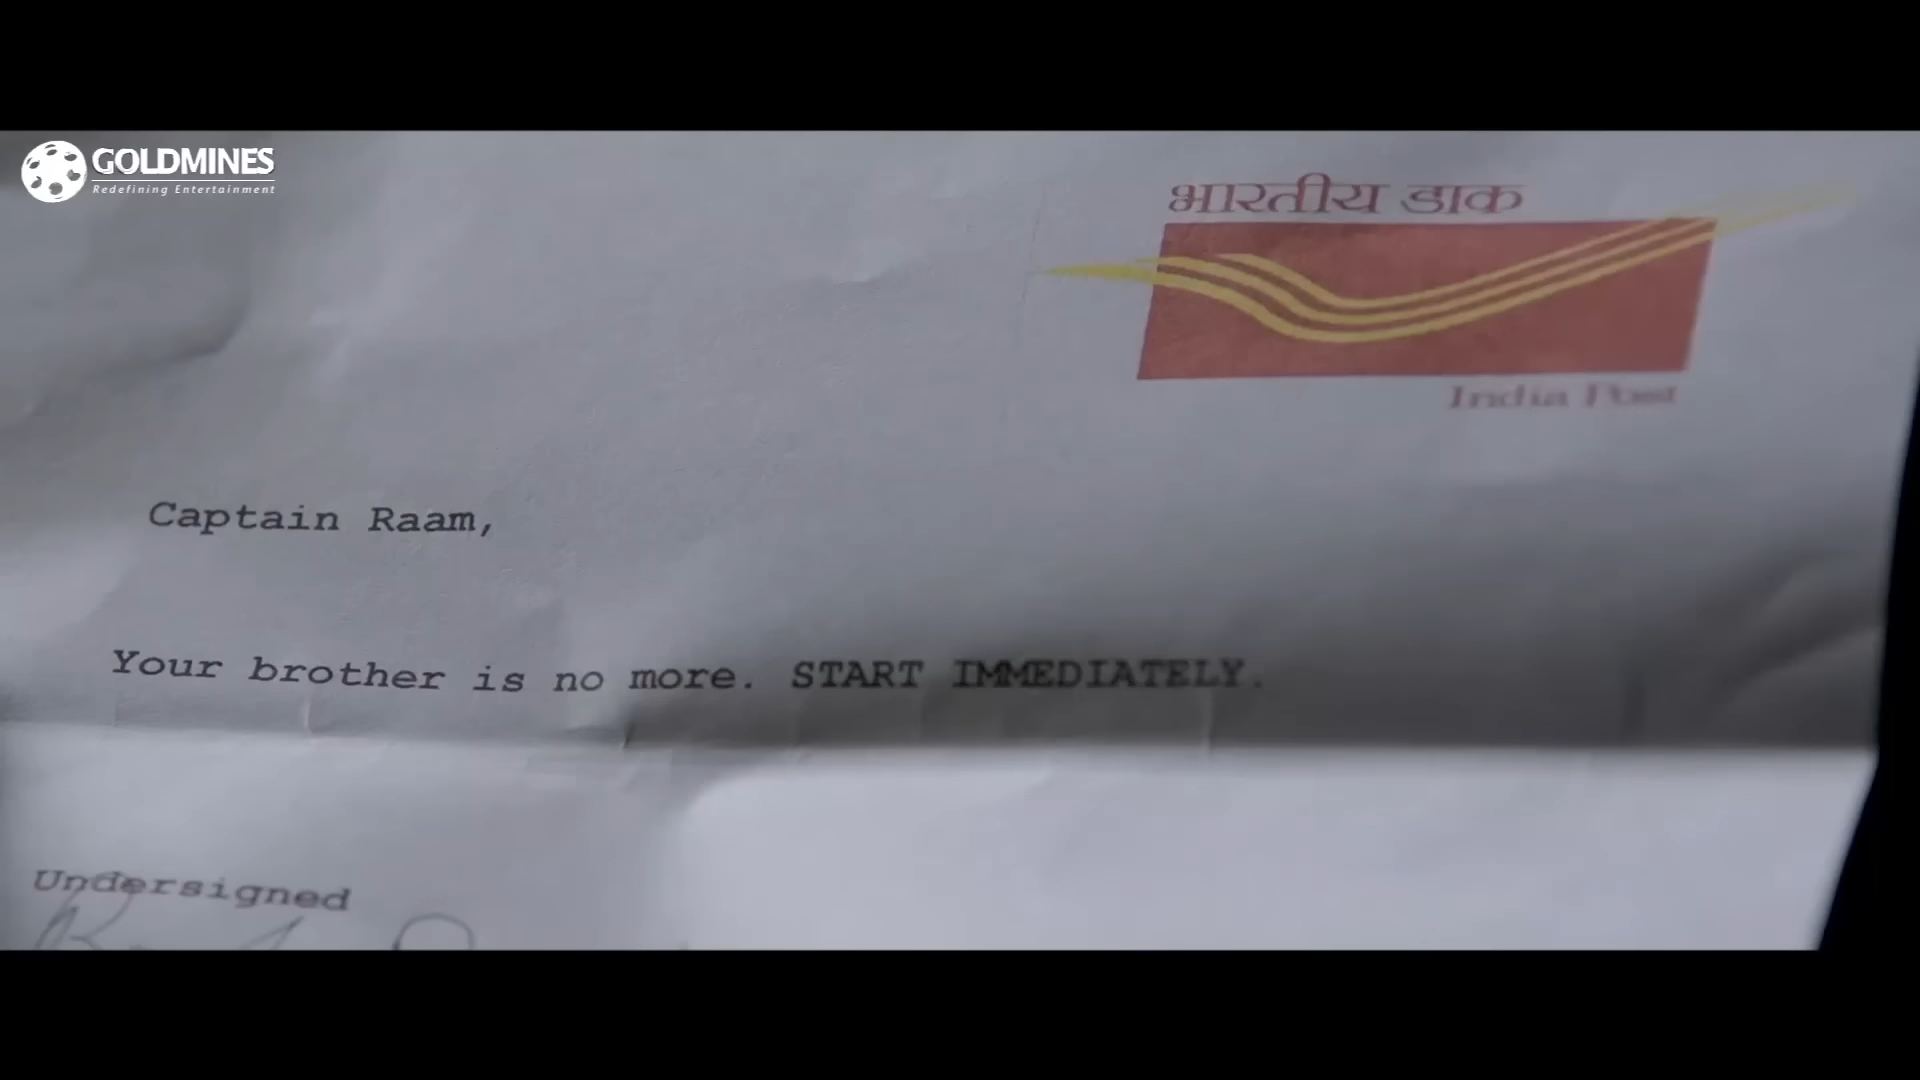 GOLDMINES
Redefining Entertainment
भारतीय डाक
India Post
Captain Raam,
Your brother is no more. START IMMEDIATELY.
Undersigned